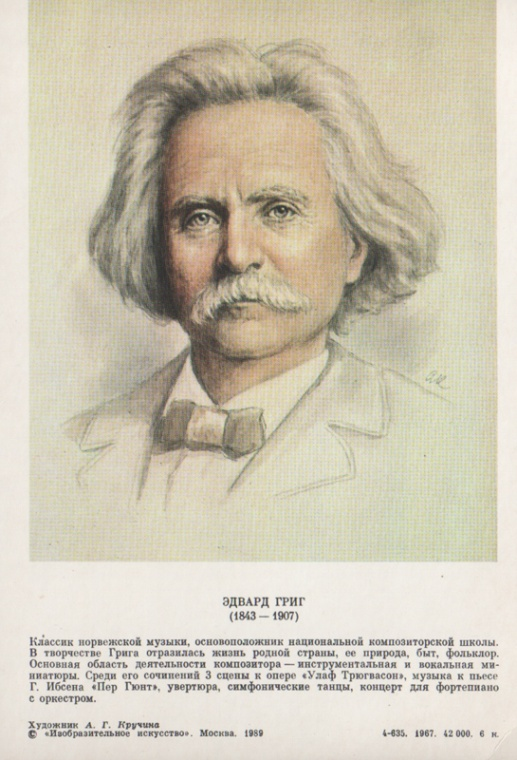 ЭДВАРД ГРИГ
(1843 — 1907)
Классик норвежской музыки, основоположник национальной композиторской школы.
В творчестве Грига отразилась жизнь родной страны, ее природа, быт, фольклор.
Основная область деятельности композитора — инструментальная и вокальная ми-
ниатюры. Среди его сочинений 3 сцены к опере «Улаф Трюгвасон», музыка к пьесе
Г. Ибсена «Пер Гюнт», увертюра, симфонические танцы, концерт для фортепиано
с оркестром.
Художник А. Г. Кручина
© «Изобразительное искусство». Москва. 1989
4-635. 1967. 42 000. 6 к.